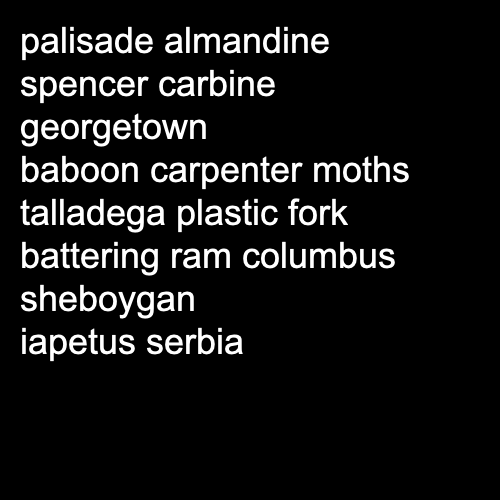 palisade almandine
spencer carbine
georgetown
baboon carpenter moths
talladega plastic fork
battering ram columbus
sheboygan
iapetus serbia